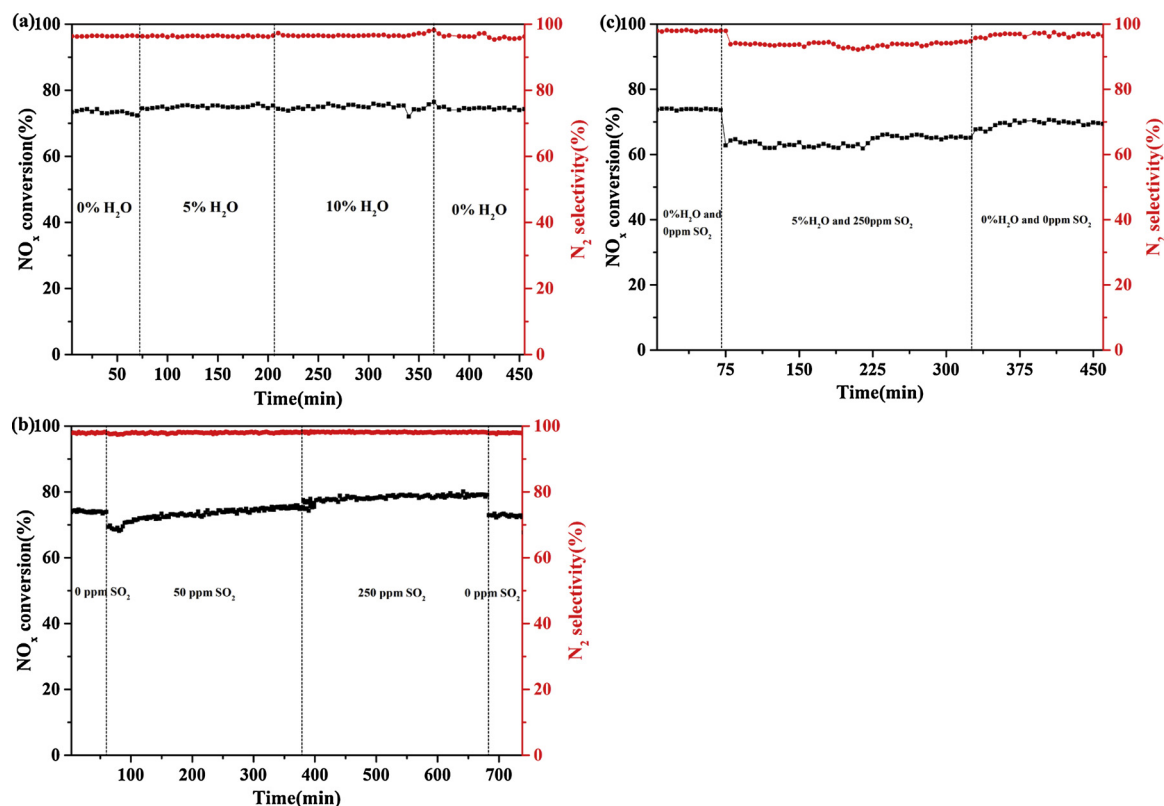 (a)
100
80
60
40
20
0
NOₓ conversion(%)
0% H₂O
5% H₂O
10% H₂O
0% H₂O
100
80
60
40
20
0
N₂ selectivity(%)
50 100 150 200 250 300 350 400 450
Time(min)
(c)
100
80
60
40
20
0
NOₓ conversion(%)
0%H₂O and
0ppm SO₂
5%H₂O and 250ppm SO₂
0%H₂O and 0ppm SO₂
100
80
60
40
20
0
selectivity(%)
75 150 225 300 375 450
Time(min)
(b)
100
80
60
40
20
0
NOₓ conversion(%)
0 ppm SO₂
50 ppm SO₂
250 ppm SO₂
0 ppm SO₂
100
80
60
40
20
0
N₂ selectivity(%)
100 200 300 400 500 600 700
Time(min)